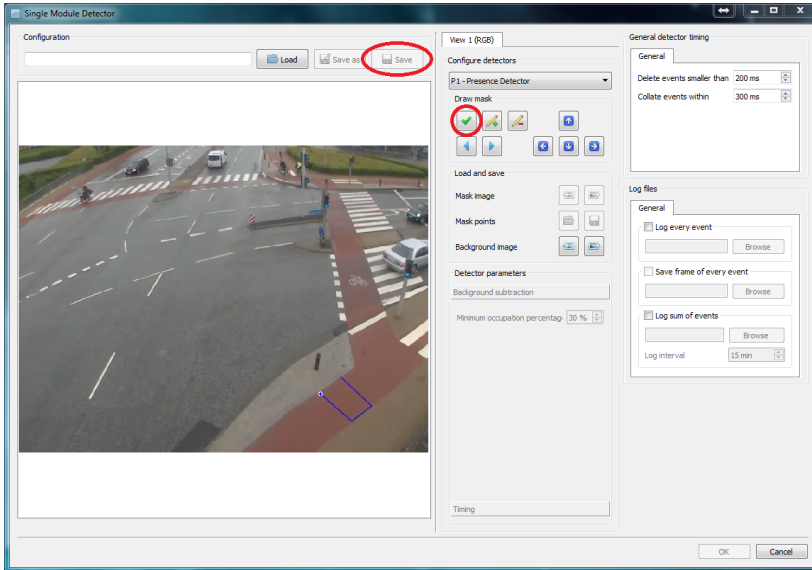 Single Module Detector
Configuration
Load
Save as
Save
View 1 (RGB)
Configure detectors
P1 - Presence Detector
Draw mask
Load and save
Mask image
Mask points
Background image
Detector parameters
Background subtraction
Minimum occupation percentag 30 %
Timing
General detector timing
General
Delete events smaller than 200 ms
Collate events within 300 ms
Log files
General
Log every event
Browse
Save frame of every event
Browse
Log sum of events
Browse
Log interval 15 min
OK
Cancel